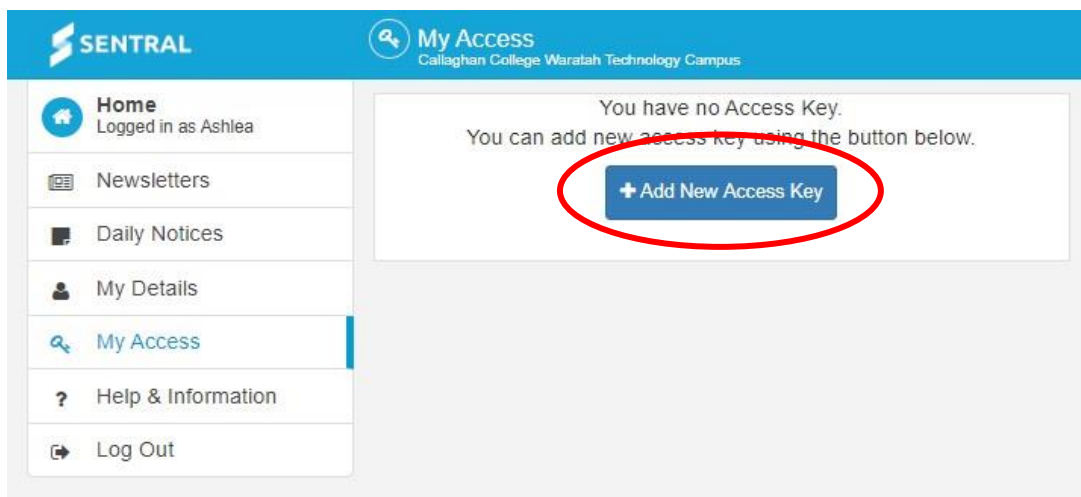 SENTRAL
My Access
Callaghan College Waratah Technology Campus
Home
Logged in as Ashlea
Newsletters
Daily Notices
My Details
My Access
Help & Information
Log Out
You have no Access Key.
You can add new access key using the button below.
+ Add New Access Key